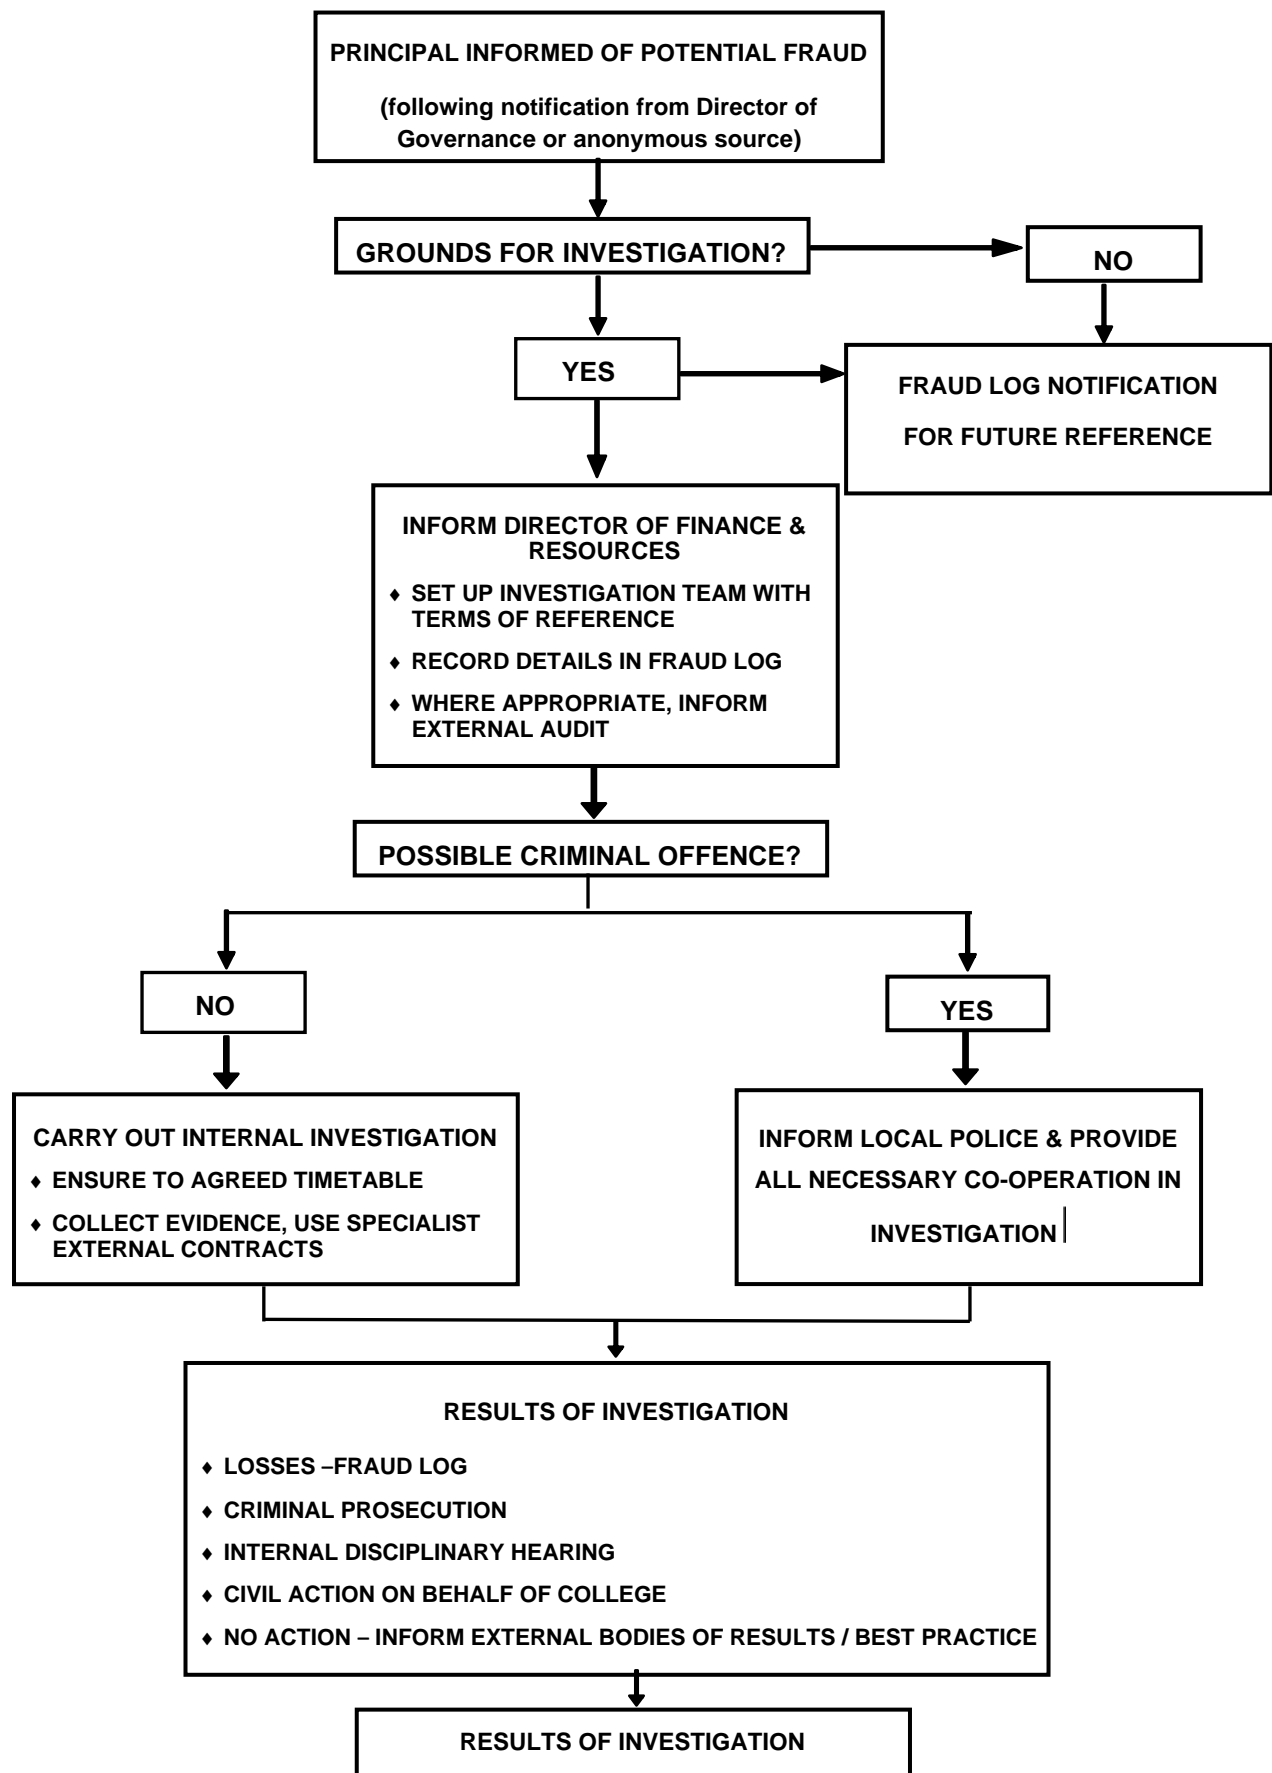 PRINCIPAL INFORMED OF POTENTIAL FRAUD
(following notification from Director of
Governance or anonymous source)
GROUNDS FOR INVESTIGATION?
NO
YES
FRAUD LOG NOTIFICATION
FOR FUTURE REFERENCE
INFORM DIRECTOR OF FINANCE &
RESOURCES
♦ SET UP INVESTIGATION TEAM WITH
TERMS OF REFERENCE
♦ RECORD DETAILS IN FRAUD LOG
♦ WHERE APPROPRIATE, INFORM
EXTERNAL AUDIT
POSSIBLE CRIMINAL OFFENCE?
NO
YES
CARRY OUT INTERNAL INVESTIGATION
♦ ENSURE TO AGREED TIMETABLE
♦ COLLECT EVIDENCE, USE SPECIALIST
EXTERNAL CONTRACTS
INFORM LOCAL POLICE & PROVIDE
ALL NECESSARY CO-OPERATION IN
INVESTIGATION
RESULTS OF INVESTIGATION
♦ LOSSES –FRAUD LOG
♦ CRIMINAL PROSECUTION
♦ INTERNAL DISCIPLINARY HEARING
♦ CIVIL ACTION ON BEHALF OF COLLEGE
♦ NO ACTION – INFORM EXTERNAL BODIES OF RESULTS / BEST PRACTICE
RESULTS OF INVESTIGATION